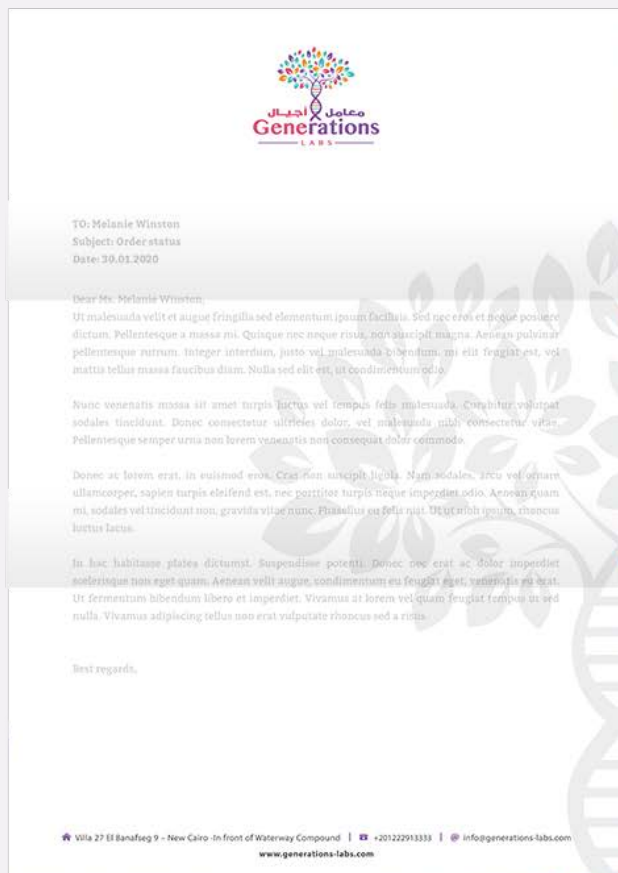 معامل أجيال
Generations
LABS
TO: Melanie Winston
Subject: Order status
Date: 30.01.2020
Dear Ms. Melanie Winston,
Ut malesuada velit et augue fringilla sed elementum ipsum facilisis. Sed nec eros et neque posuere
dictum. Pellentesque a massa mi. Quisque nec neque risus, non suscipit magna. Aenean pulvinar
pellentesque rutrum. Integer interdum, justo vel malesuada bibendum, mi elit feugiat est, vel
mattis tellus massa faucibus diam. Nulla sed elit est, ut condimentum odio.
Nunc venenatis massa sit amet turpis luctus vel tempus felis malesuada. Curabitur volutpat
sodales tincidunt. Donec consectetur ultricies dolor, vel malesuada nibh consectetur vitae.
Pellentesque semper urna non lorem venenatis non consequat dolor commodo.
Donec ac lorem erat, in euismod eros. Cras non suscipit ligula. Nam sodales, arcu vel ornare
ullamcorper, sapien turpis eleifend est, nec porttitor turpis neque imperdiet odio. Aenean quam
mi, sodales vel tincidunt non, gravida vitae nunc. Phasellus eu felis nisl. Ut ut nibh ipsum, rhoncus
luctus lacus.
In hac habitasse platea dictumst. Suspendisse potenti. Donec nec erat ac dolor imperdiet
scelerisque non eget quam. Aenean velit augue, condimentum eu feugiat eget, venenatis eu erat.
Ut fermentum bibendum libero et imperdiet. Vivamus at lorem vel quam feugiat tempus ut sed
nulla. Vivamus adipiscing tellus non erat vulputate rhoncus sed a risus.
Best regards,
Villa 27 El Banafseg 9 – New Cairo -In front of Waterway Compound | +201222913333 | info@generations-labs.com
www.generations-labs.com